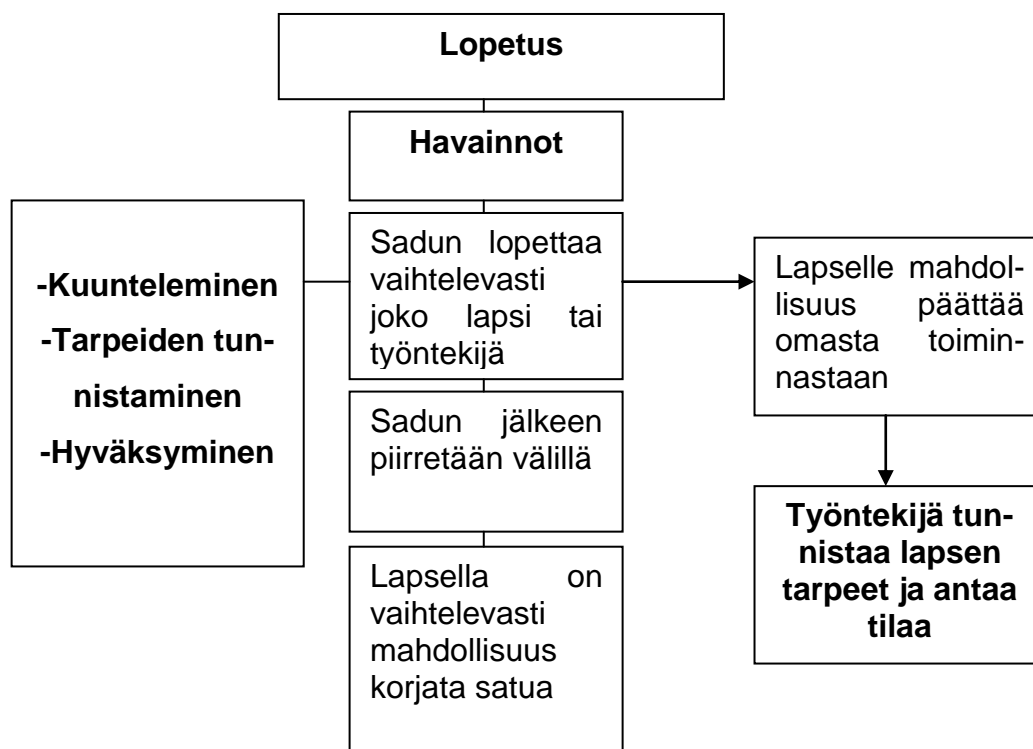 Lopetus
Havainnot
-Kuunteleminen
-Tarpeiden tun-
nistaminen
-Hyväksyminen
Sadun lopettaa
vaihtelevasti
joko lapsi tai
työntekijä
Sadun jälkeen
piirretään välillä
Lapsella on
vaihtelevasti
mahdollisuus
korjata satua
Lapselle mahdol-
lisuus päättää
omasta toimin-
nastaan
Työntekijä tun-
nistaa lapsen
tarpeet ja antaa
tilaa